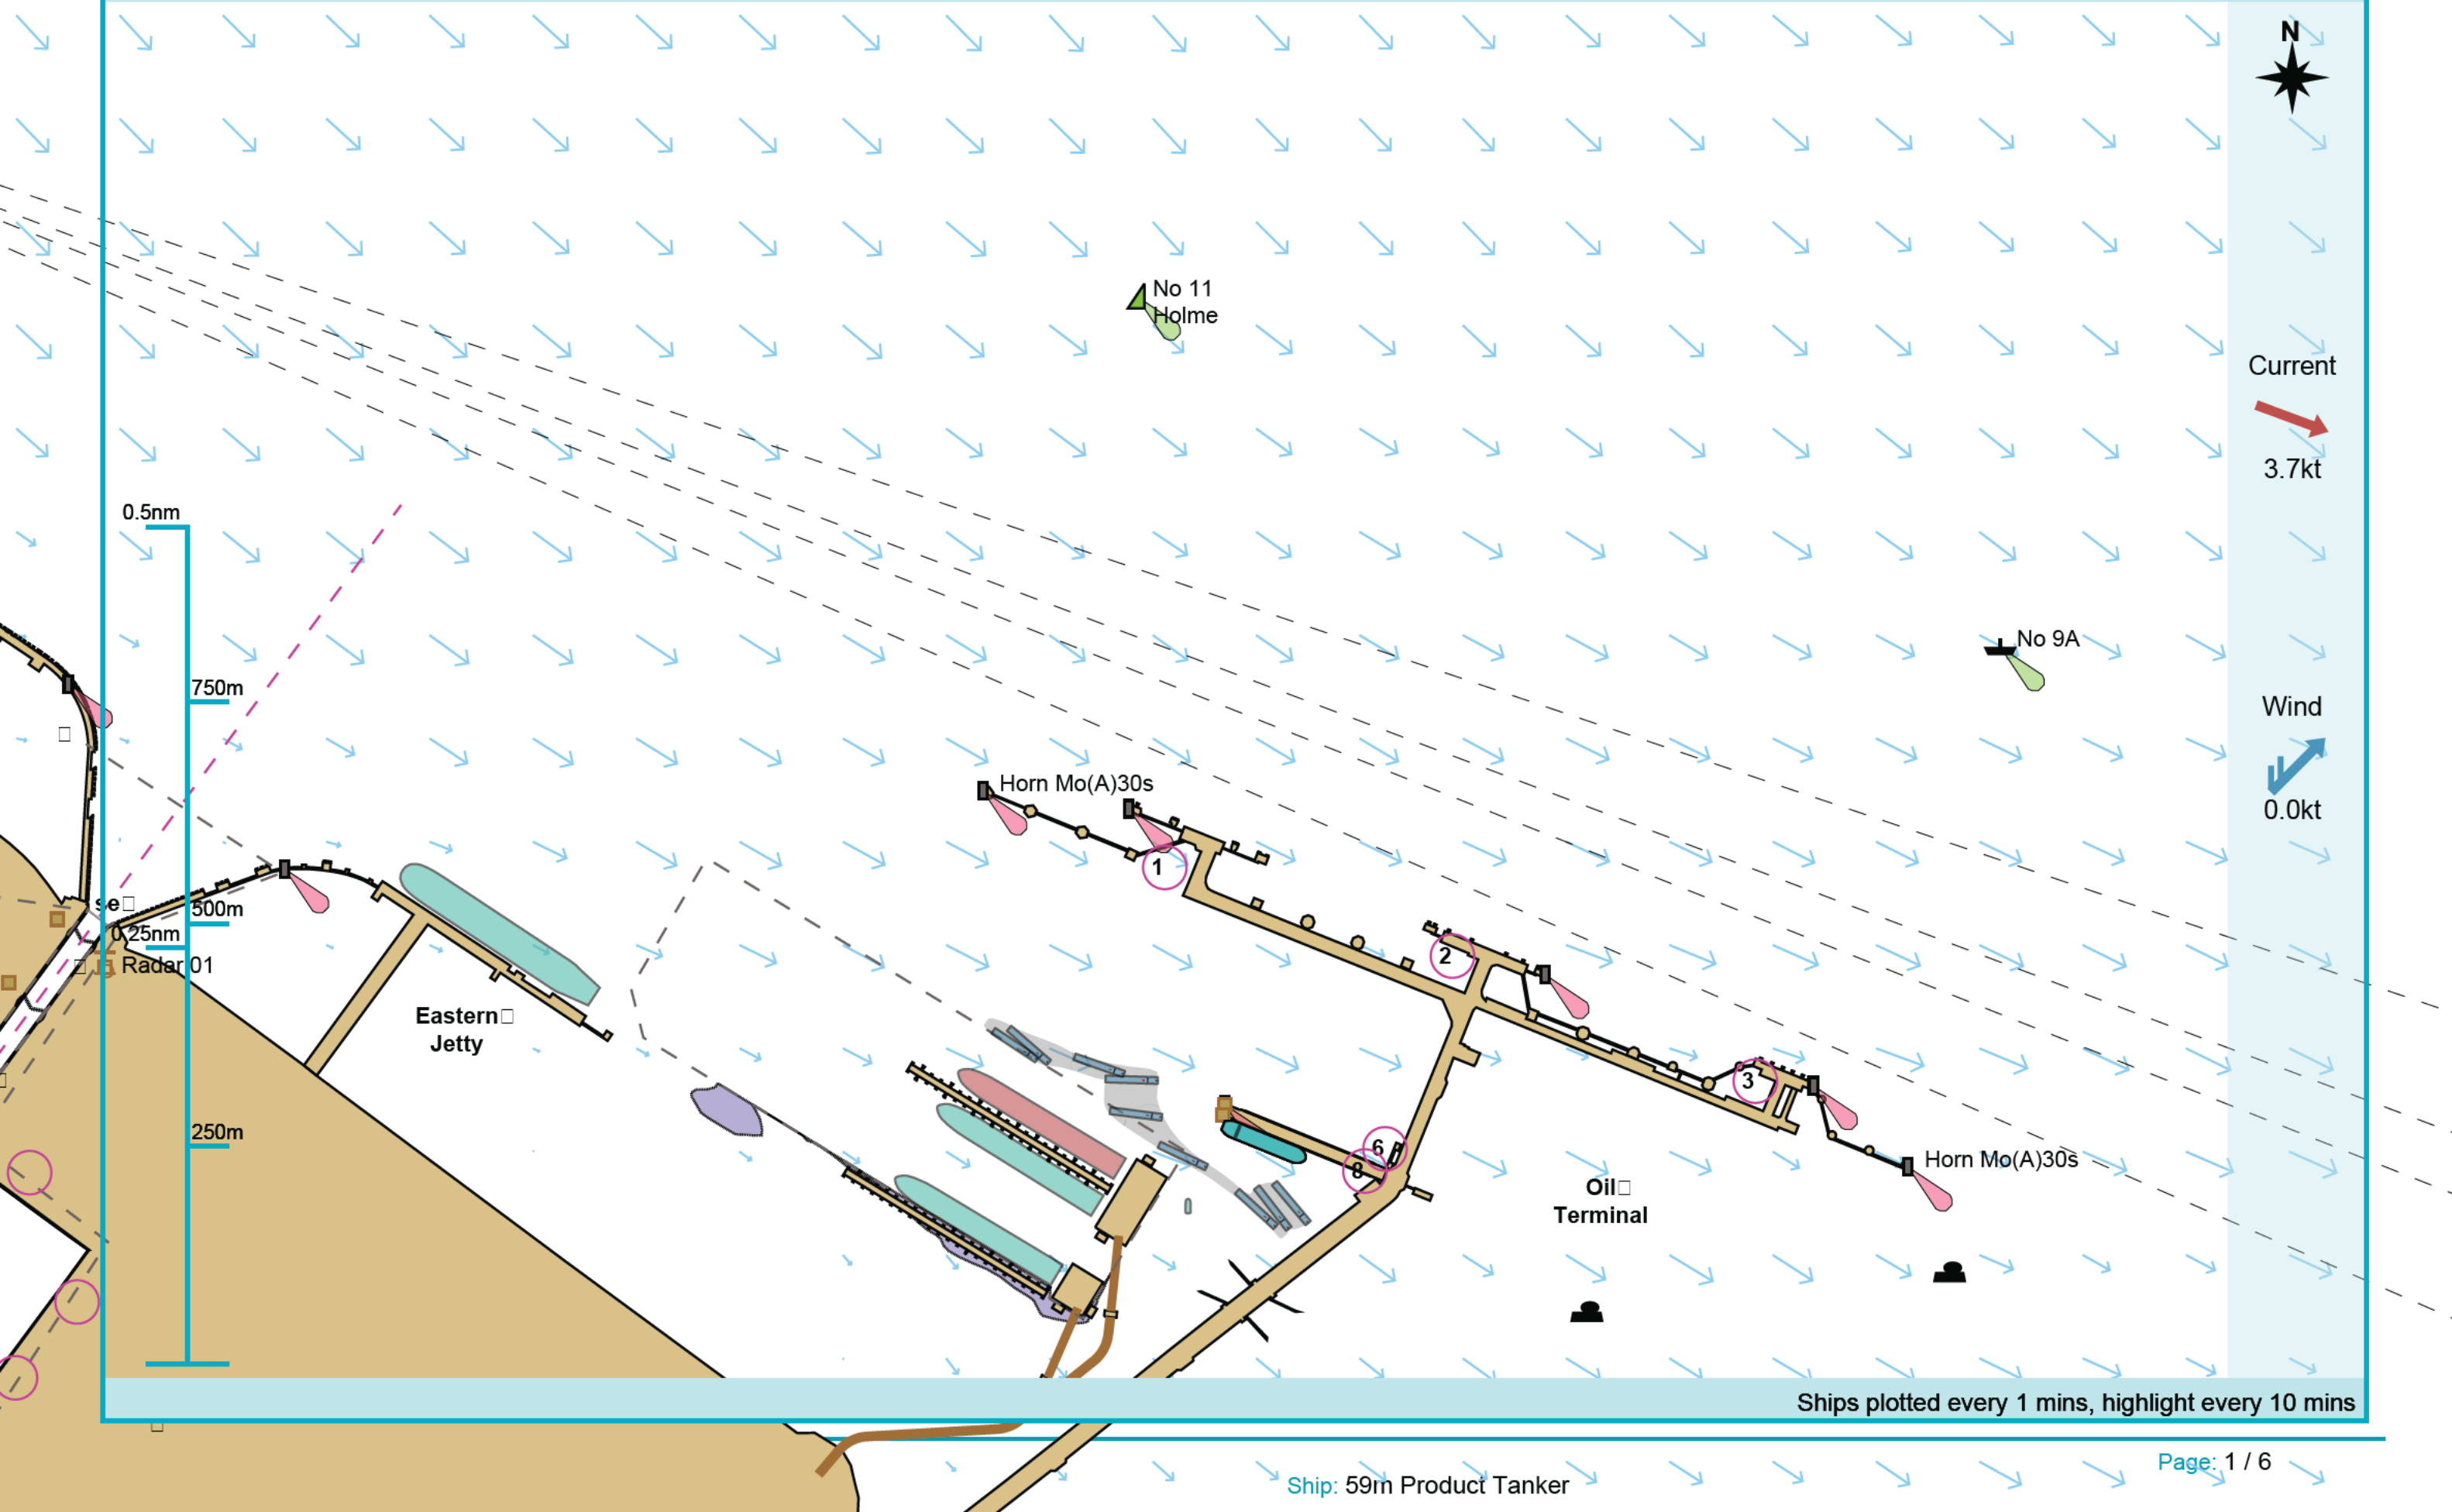 N
No 11
Holme
Current
3.7kt
0.5nm
No 9A
750m
Wind
Horn Mo(A)30s
0.0kt
1
se
500m
0.25nm
2
Radar 01
Eastern
Jetty
3
250m
6
8
Horn Mo(A)30s
Oil
Terminal
Ships plotted every 1 mins, highlight every 10 mins
Page: 1 / 6
Ship: 59m Product Tanker